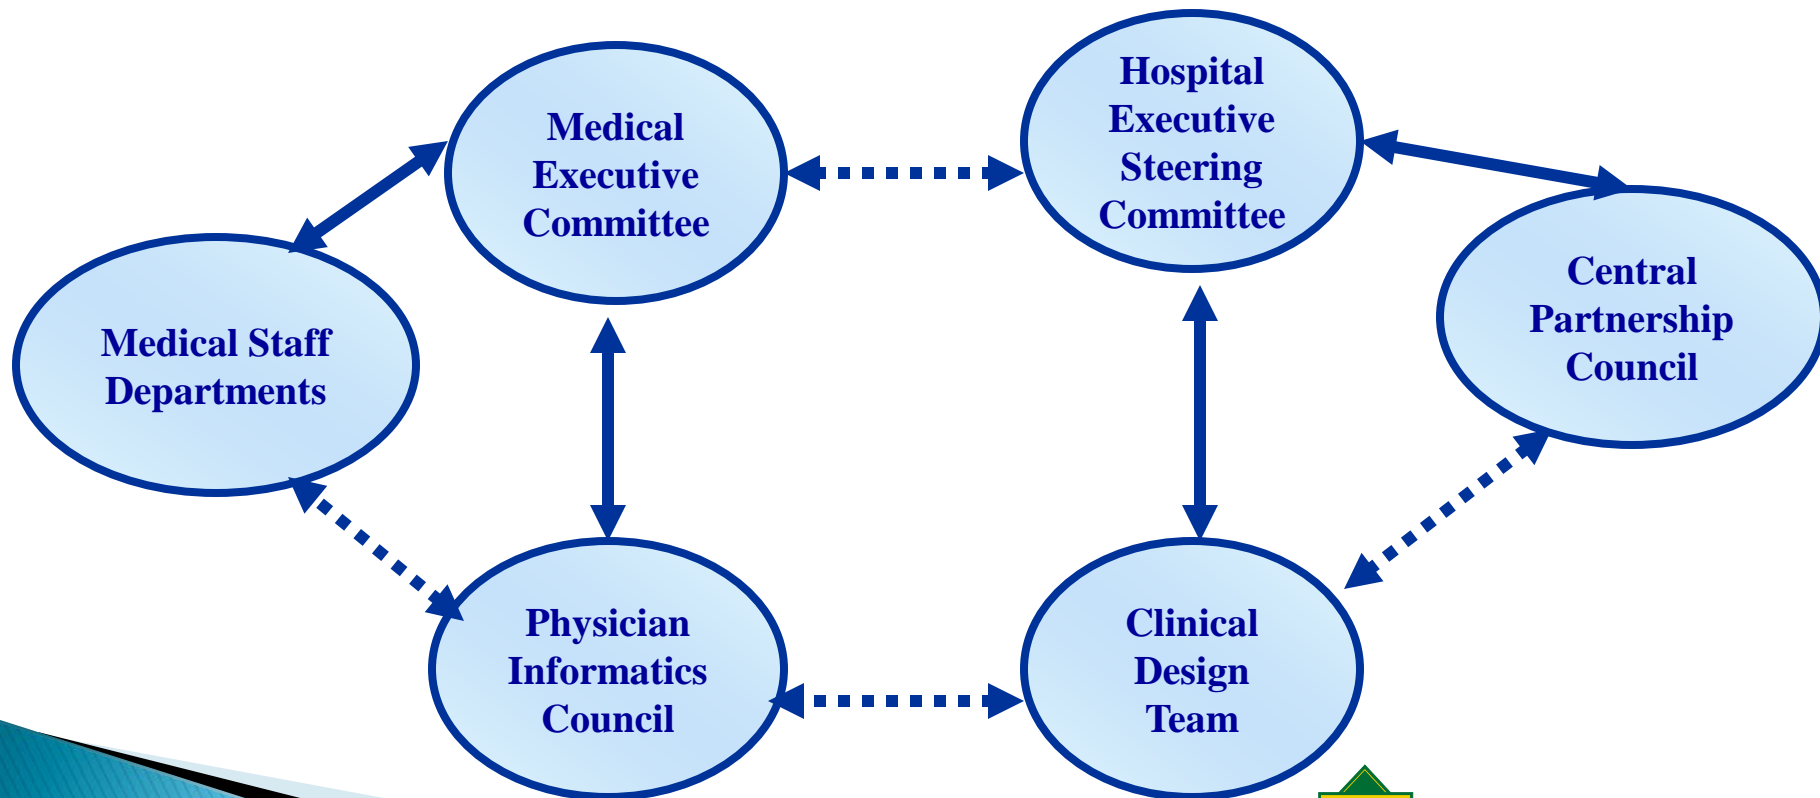 Medical
Executive
Committee
Hospital
Executive
Steering
Committee
Medical Staff
Departments
Central
Partnership
Council
Physician
Informatics
Council
Clinical
Design
Team